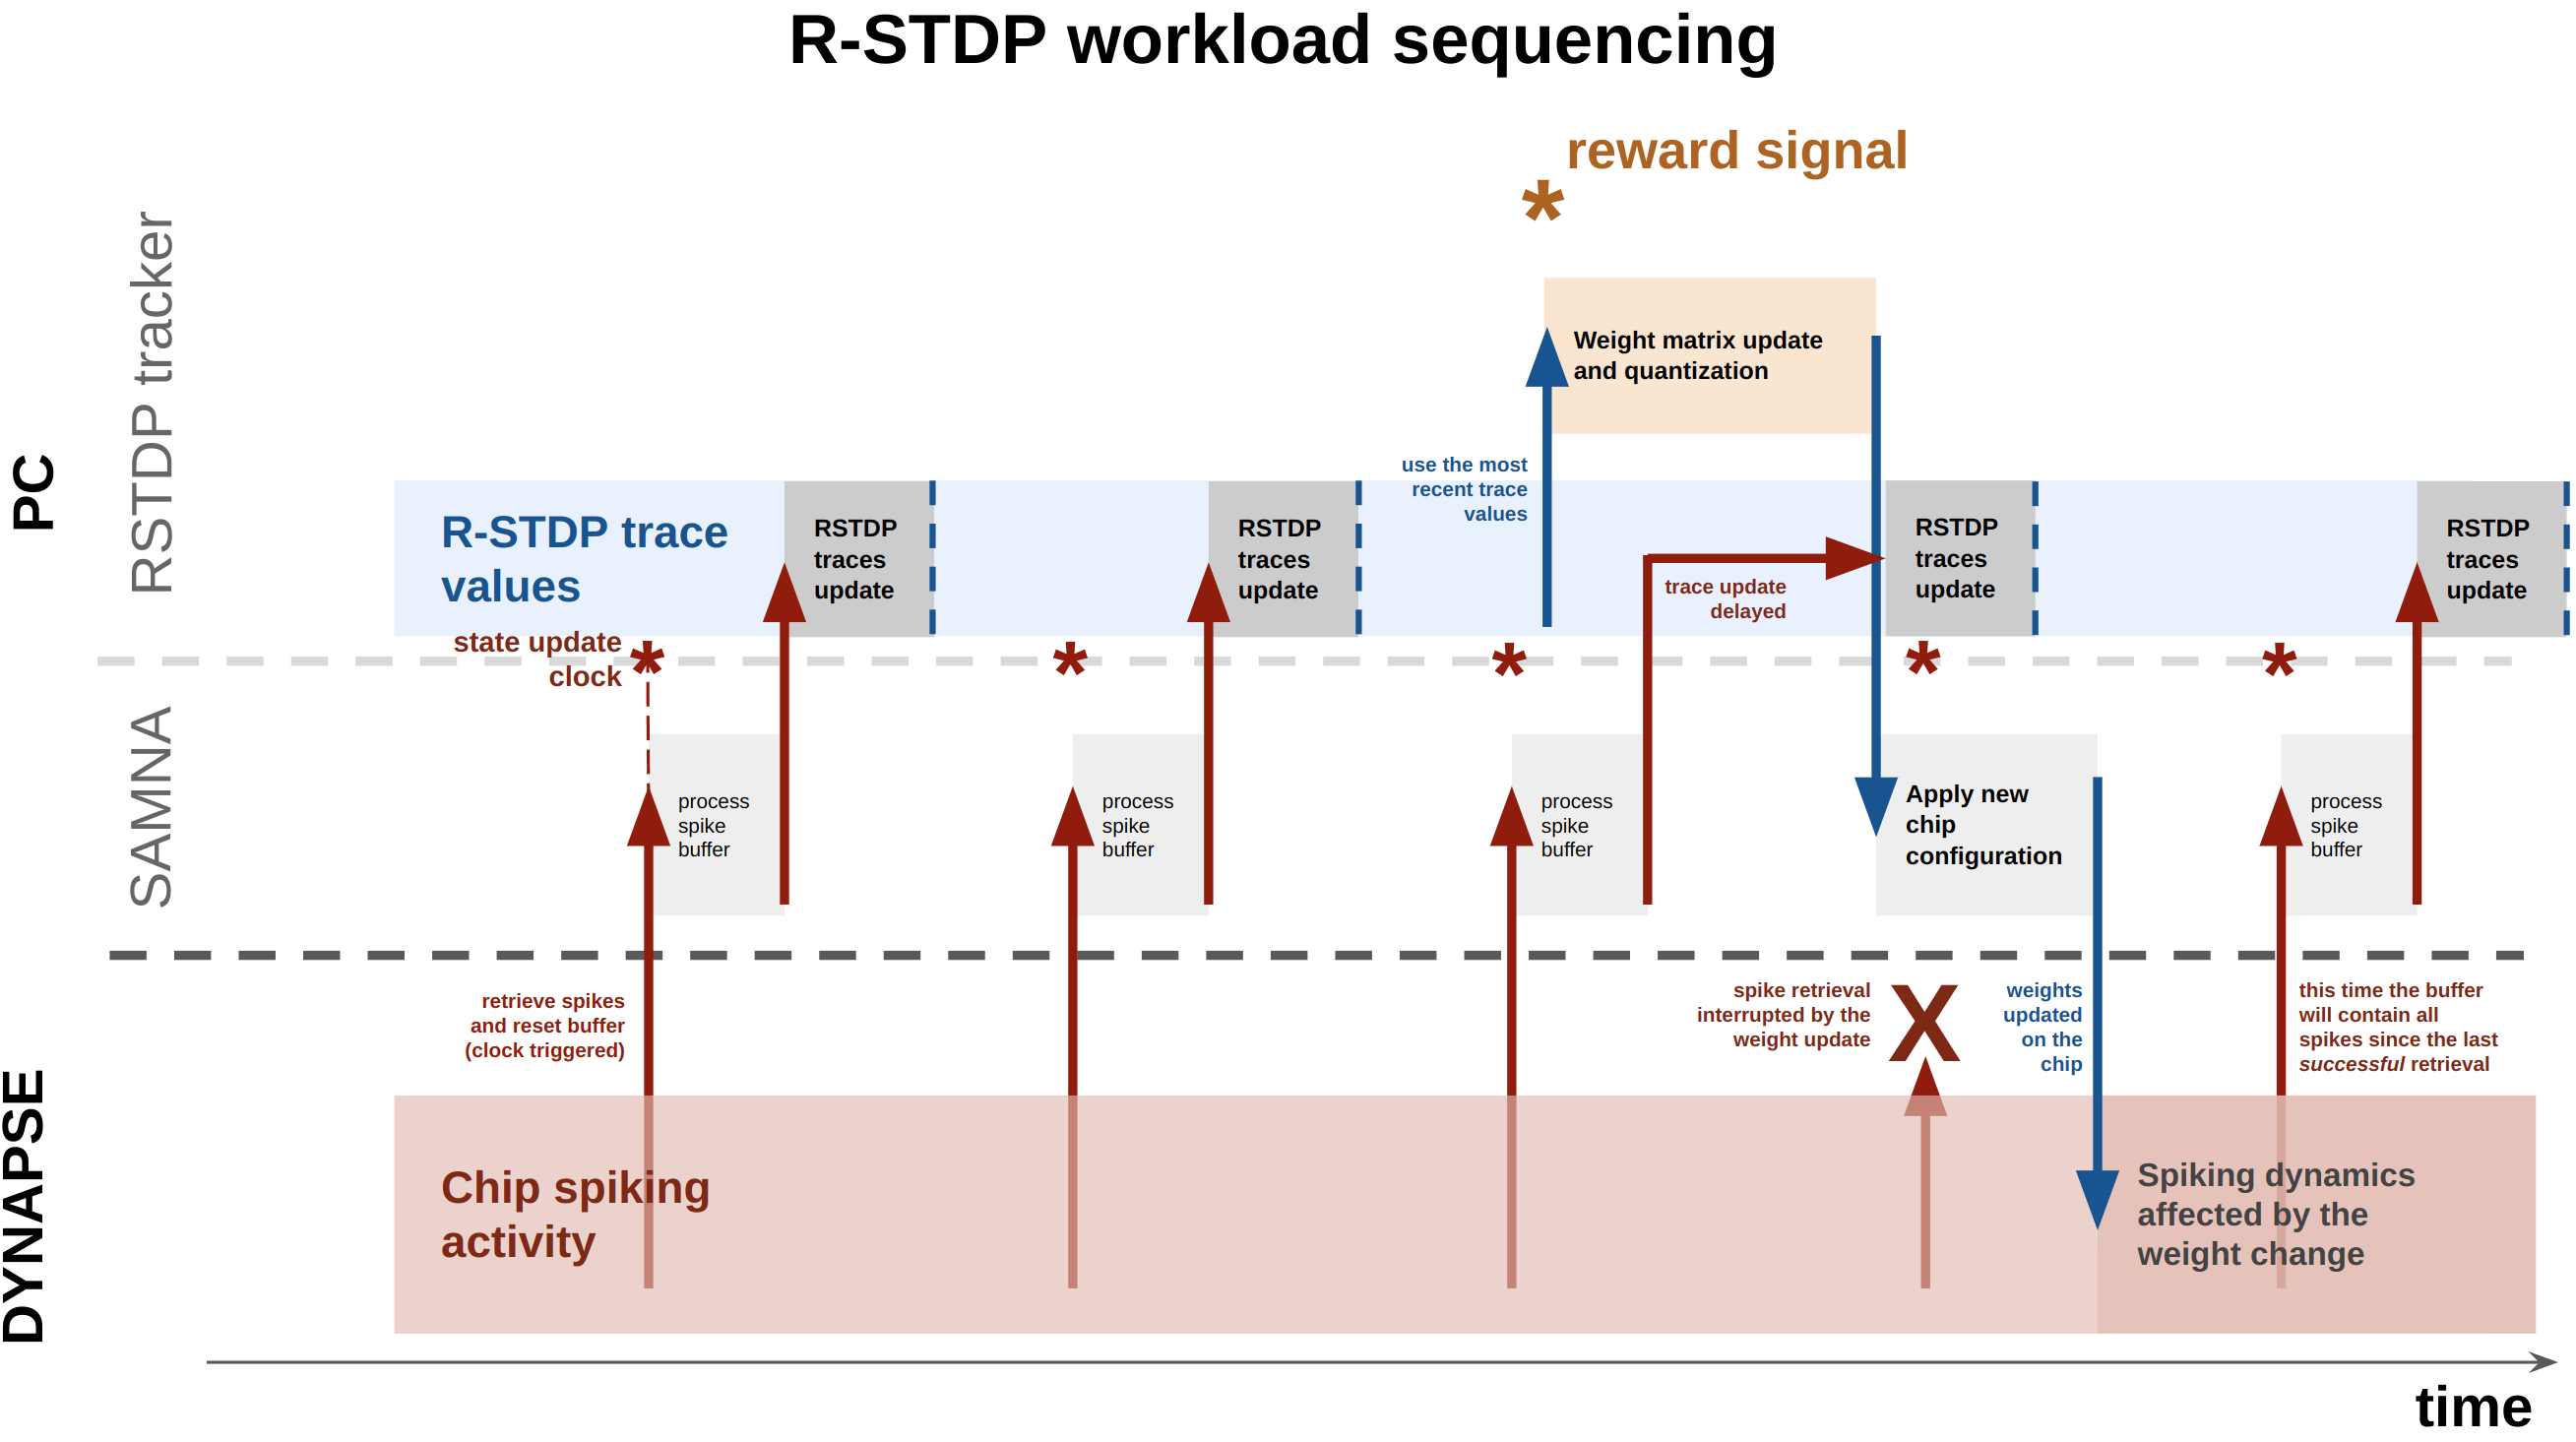 R-STDP workload sequencing
reward signal
*
PC
RSTDP tracker
Weight matrix update
and quantization
use the most
recent trace
values
R-STDP trace
values
RSTDP
traces
update
RSTDP
traces
update
trace update
delayed
RSTDP
traces
update
RSTDP
traces
update
state update
clock
*
*
*
*
*
SAMNA
process
spike
buffer
process
spike
buffer
process
spike
buffer
Apply new
chip
configuration
process
spike
buffer
retrieve spikes
and reset buffer
(clock triggered)
spike retrieval
interrupted by the
weight update
X
weights
updated
on the
chip
this time the buffer
will contain all
spikes since the last
successful retrieval
DYNAPSE
Chip spiking
activity
Spiking dynamics
affected by the
weight change
time